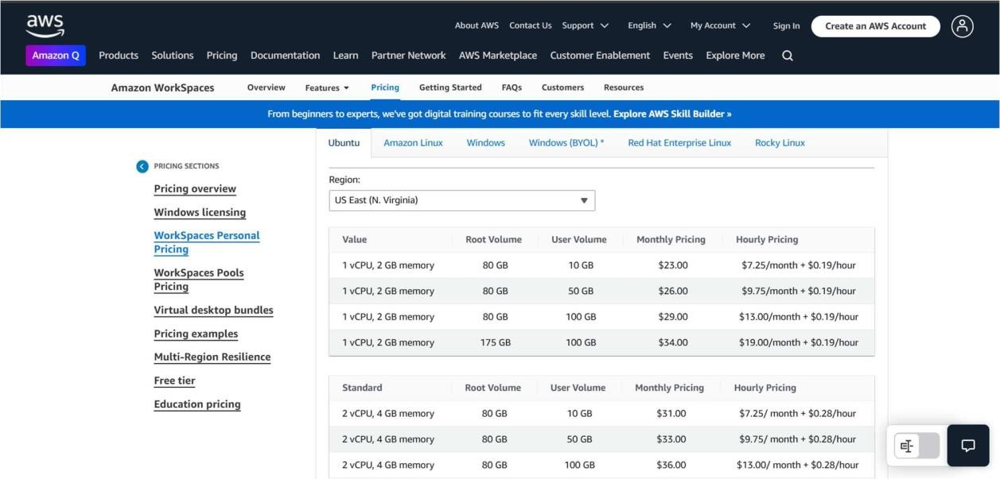 aws
About AWS Contact Us Support English My Account Sign In Create an AWS Account
Amazon Q Products Solutions Pricing Documentation Learn Partner Network AWS Marketplace Customer Enablement Events Explore More
Amazon WorkSpaces Overview Features Pricing Getting Started FAQs Customers Resources
From beginners to experts, we've got digital training courses to fit every skill level. Explore AWS Skill Builder »
PRICING SECTIONS
Pricing overview
Windows licensing
WorkSpaces Personal
Pricing
WorkSpaces Pools
Pricing
Virtual desktop bundles
Pricing examples
Multi-Region Resilience
Free tier
Education pricing
Ubuntu Amazon Linux Windows Windows (BYOL) * Red Hat Enterprise Linux Rocky Linux
Region:
US East (N. Virginia)
Value Root Volume User Volume Monthly Pricing Hourly Pricing
1 vCPU, 2 GB memory 80 GB 10 GB $23.00 $7.25/month + $0.19/hour
1 vCPU, 2 GB memory 80 GB 50 GB $26.00 $9.75/month + $0.19/hour
1 vCPU, 2 GB memory 80 GB 100 GB $29.00 $13.00/month + $0.19/hour
1 vCPU, 2 GB memory 175 GB 100 GB $34.00 $19.00/month + $0.19/hour
Standard Root Volume User Volume Monthly Pricing Hourly Pricing
2 vCPU, 4 GB memory 80 GB 10 GB $31.00 $7.25/ month + $0.28/hour
2 vCPU, 4 GB memory 80 GB 50 GB $33.00 $9.75/ month + $0.28/hour
2 vCPU, 4 GB memory 80 GB 100 GB $36.00 $13.00/ month + $0.28/hour